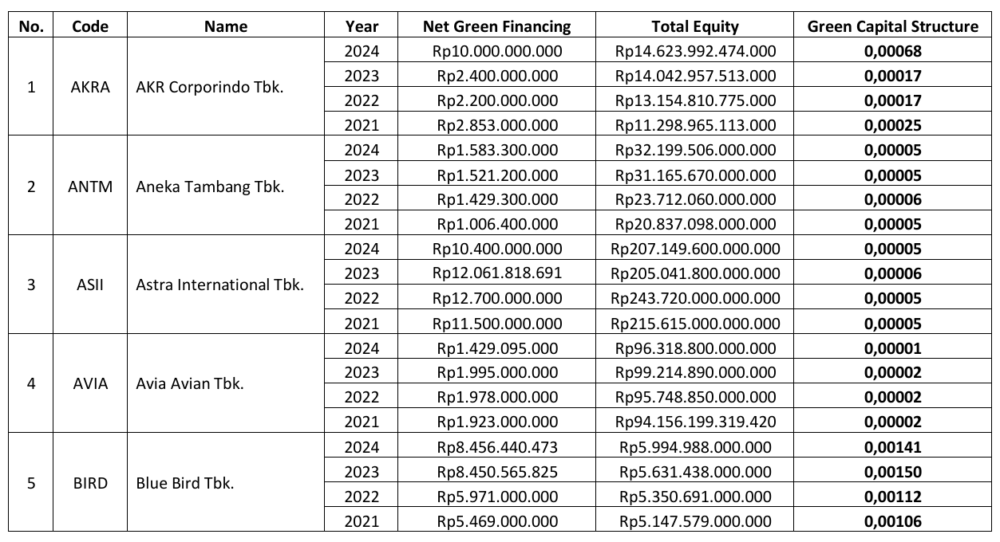 No. Code Name Year Net Green Financing Total Equity Green Capital Structure
2024 Rp10.000.000.000 Rp14.623.992.474.000 0,00068
2023 Rp2.400.000.000 Rp14.042.957.513.000 0,00017
1 AKRA AKR Corporindo Tbk.
2022 Rp2.200.000.000 Rp13.154.810.775.000 0,00017
2021 Rp2.853.000.000 Rp11.298.965.113.000 0,00025
2024 Rp1.583.300.000 Rp32.199.506.000.000 0,00005
2023 Rp1.521.200.000 Rp31.165.670.000.000 0,00005
2 ANTM Aneka Tambang Tbk.
2022 Rp1.429.300.000 Rp23.712.060.000.000 0,00006
2021 Rp1.006.400.000 Rp20.837.098.000.000 0,00005
2024 Rp10.400.000.000 Rp207.149.600.000.000 0,00005
2023 Rp12.061.818.691 Rp205.041.800.000.000 0,00006
3 ASII Astra International Tbk.
2022 Rp12.700.000.000 Rp243.720.000.000.000 0,00005
2021 Rp11.500.000.000 Rp215.615.000.000.000 0,00005
2024 Rp1.429.095.000 Rp96.318.800.000.000 0,00001
2023 Rp1.995.000.000 Rp99.214.890.000.000 0,00002
4 AVIA Avia Avian Tbk.
2022 Rp1.978.000.000 Rp95.748.850.000.000 0,00002
2021 Rp1.923.000.000 Rp94.156.199.319.420 0,00002
2024 Rp8.456.440.473 Rp5.994.988.000.000 0,00141
2023 Rp8.450.565.825 Rp5.631.438.000.000 0,00150
5 BIRD Blue Bird Tbk.
2022 Rp5.971.000.000 Rp5.350.691.000.000 0,00112
2021 Rp5.469.000.000 Rp5.147.579.000.000 0,00106